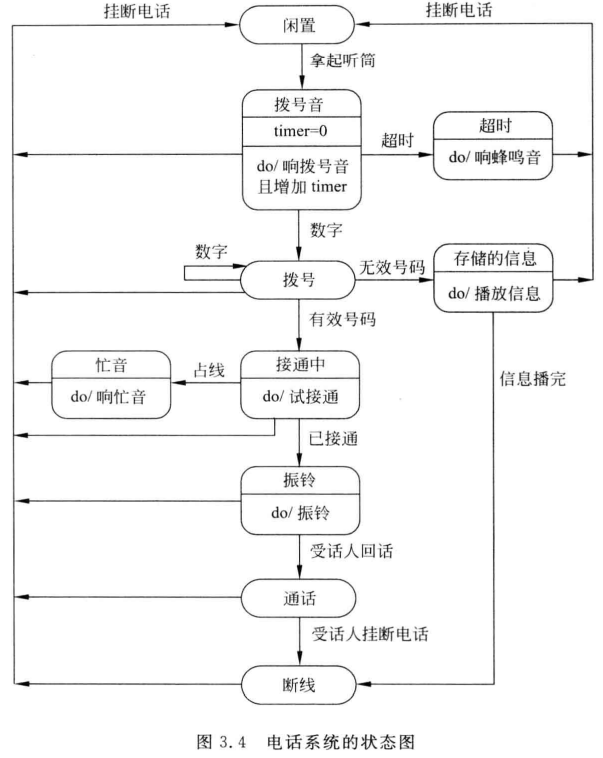 挂断电话
闲置
挂断电话
拿起听筒
拨号音
timer=0
do/响拨号音
且增加 timer
超时
超时
do/响蜂鸣音
数字
数字
拨号
无效号码
存储的信息
do/播放信息
有效号码
忙音
do/响忙音
占线
接通中
do/试接通
信息播完
已接通
振铃
do/振铃
受话人回话
通话
受话人挂断电话
断线
图 3.4 电话系统的状态图